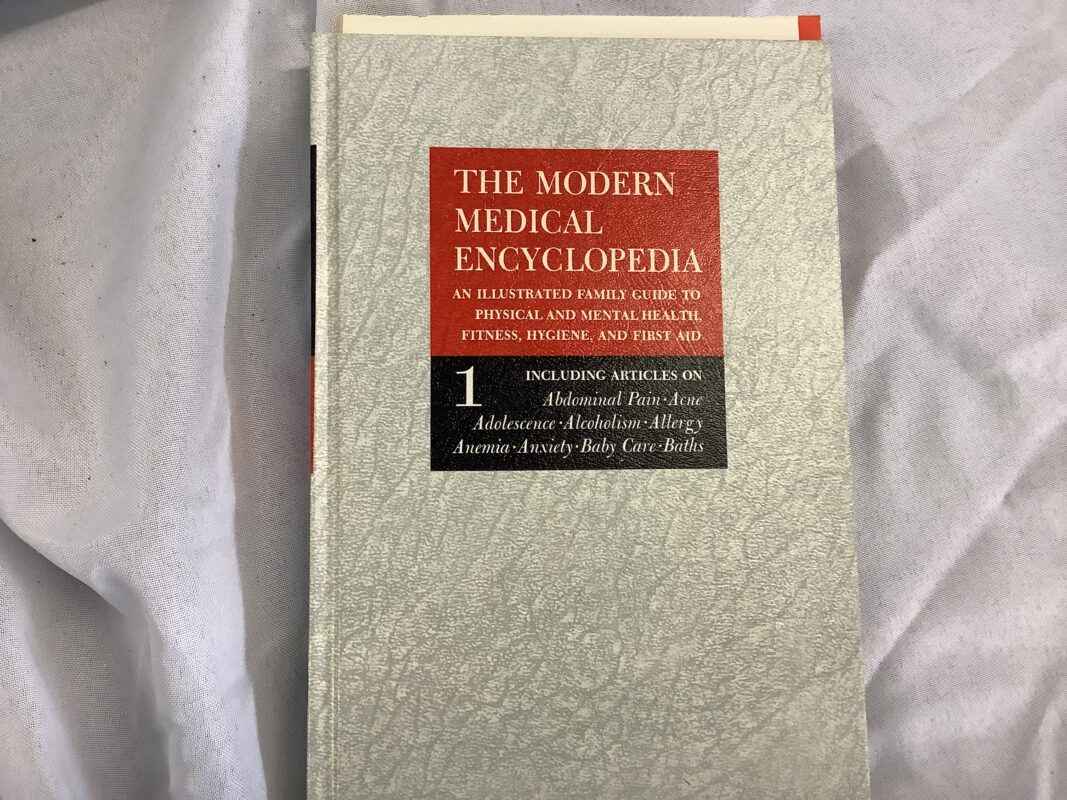 THE MODERN
MEDICAL
ENCYCLOPEDIA
AN ILLUSTRATED FAMILY GUIDE TO
PHYSICAL AND MENTAL HEALTH,
FITNESS, HYGIENE, AND FIRST AID
1
INCLUDING ARTICLES ON
Abdominal Pain · Acne
Adolescence · Alcoholism · Allergy
Anemia · Anxiety · Baby Care · Baths